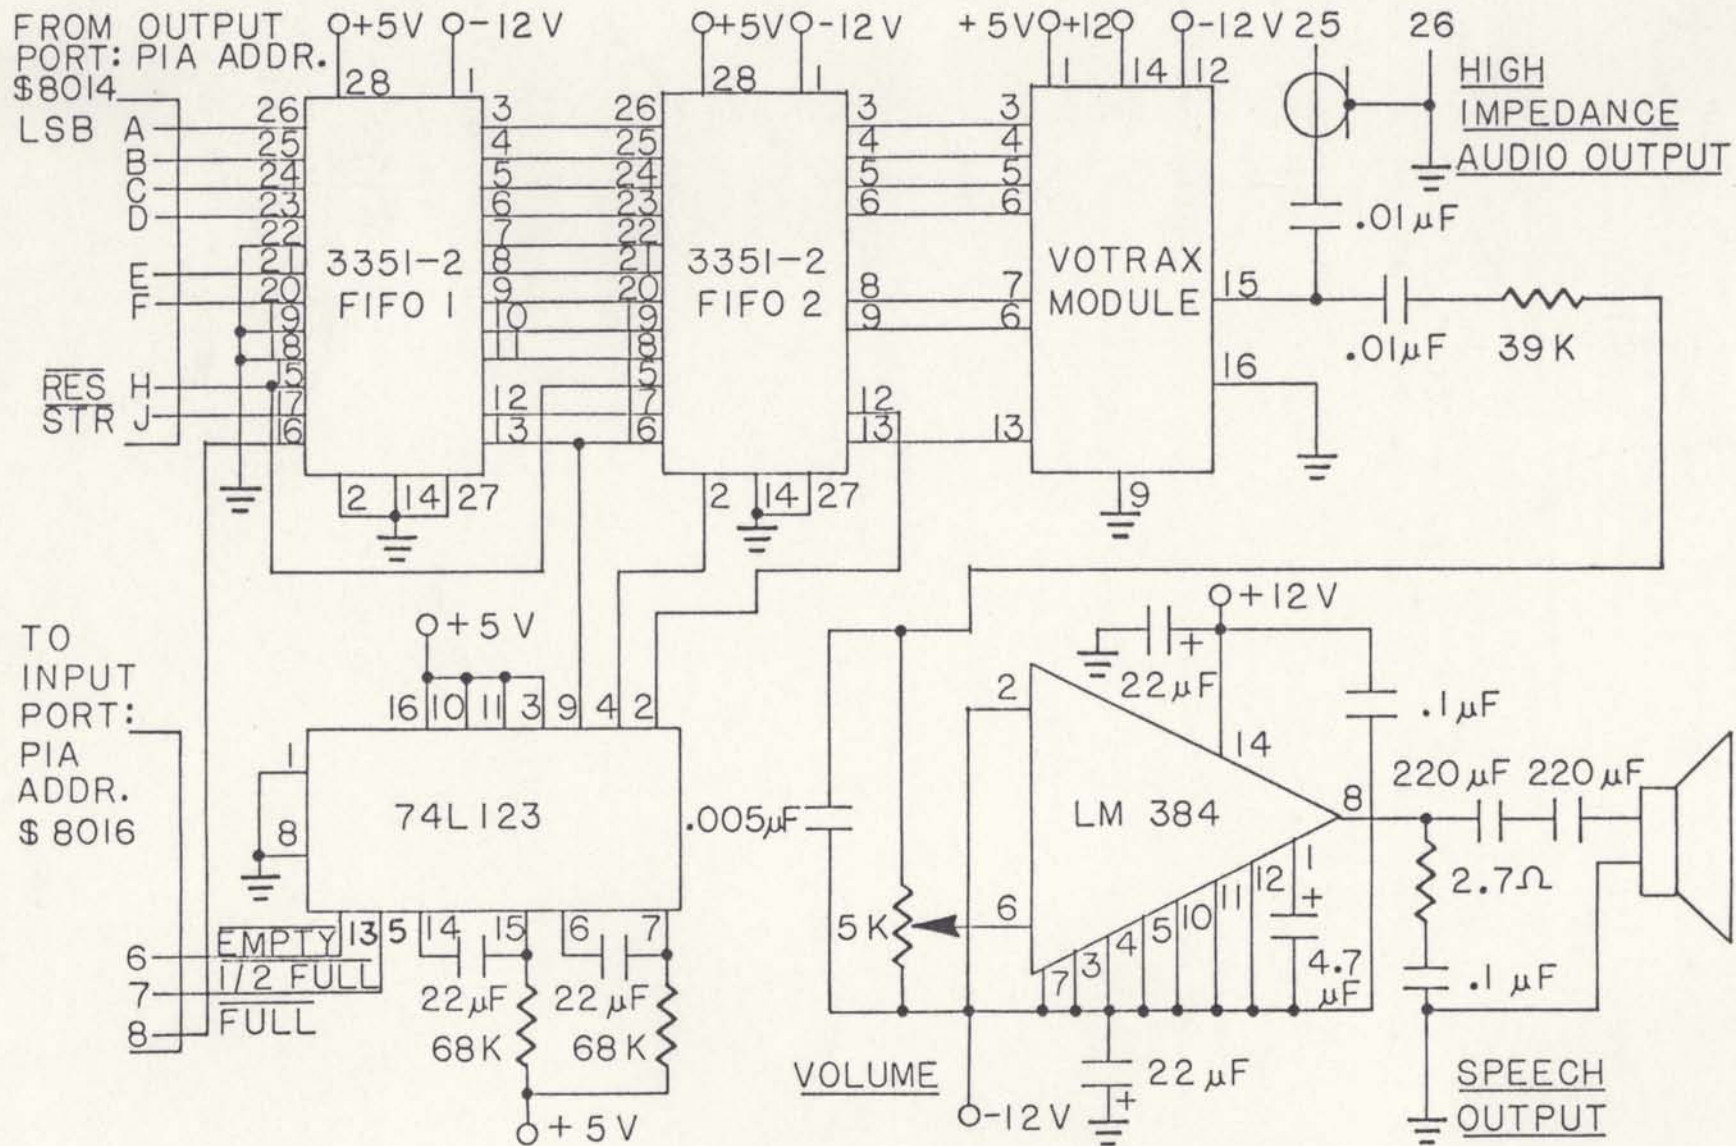 FROM OUTPUT
PORT: PIA ADDR.
$8014
LSB A
B
C
D
E
F
RES H
STR J
+5V
-12V
28
1
26
25
24
23
22
21
20
19
18
15
17
16
3351-2
FIFO 1
3
4
5
6
7
8
9
10
11
12
13
2 14 27
+5V
-12V
28
1
26
25
24
23
22
21
20
19
18
15
17
16
3351-2
FIFO 2
3
4
5
6
8
9
12
13
2 14 27
+5V +12 -12V
1 14 12
3
4
5
6
7
6
13
VOTRAX
MODULE
15
16
9
25 26
HIGH
IMPEDANCE
AUDIO OUTPUT
.01µF
.01µF
39K
TO
INPUT
PORT:
PIA
ADDR.
$8016
+5V
16 10 11 3 9 4 2
1
8
74L123
13 5 14 15 6 7
6 EMPTY
7 1/2 FULL
8 FULL
22µF
22µF
68K
68K
+5V
.005µF
5K
VOLUME
-12V
+12V
22µF
+
2
6
14
LM 384
8
1
12
11
10
5
4
3
7
+
4.7
µF
22µF
+
.1µF
220µF 220µF
2.7Ω
.1µF
SPEECH
OUTPUT